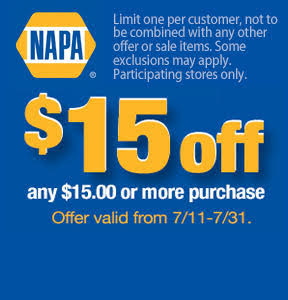 NAPA
®
Limit one per customer, not to
be combined with any other
offer or sale items. Some
exclusions may apply.
Participating stores only.
$15 off
any $15.00 or more purchase
Offer valid from 7/11-7/31.